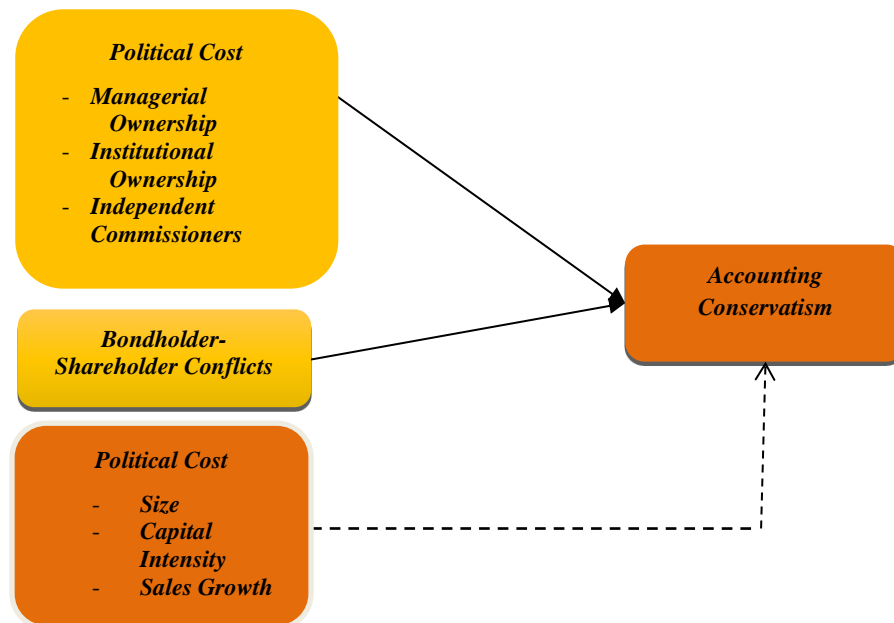 Political Cost
- Managerial
Ownership
- Institutional
Ownership
- Independent
Commissioners
Bondholder-
Shareholder Conflicts
Political Cost
- Size
- Capital
Intensity
- Sales Growth
Accounting
Conservatism